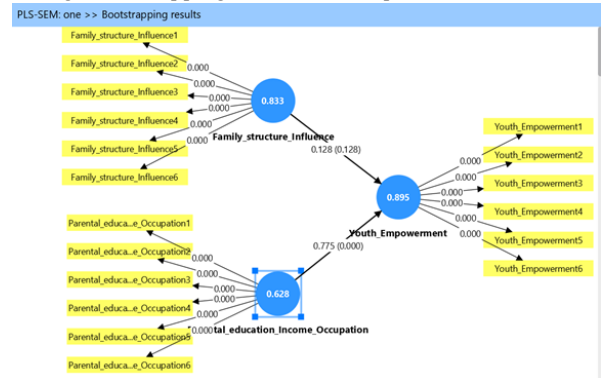 PLS-SEM: one >> Bootstrapping results
Family_structure_Influence1
Family_structure_Influence2
Family_structure_Influence3
Family_structure_Influence4
Family_structure_Influence5
Family_structure_Influence6
0.000
0.000
0.000
0.000
0.000
0.000
0.833
Family_structure_Influence
0.128 (0.128)
Parental_educa...e_Occupation1
Parental_educa...e_Occupation2
Parental_educa...e_Occupation3
Parental_educa...e_Occupation4
Parental_educa...e_Occupation5
Parental_educa...e_Occupation6
0.000
0.000
0.000
0.000
0.000
0.000
0.628
tal_education_Income_Occupation
0.775 (0.000)
0.895
Youth_Empowerment
0.000
0.000
0.000
0.000
0.000
0.000
Youth_Empowerment1
Youth_Empowerment2
Youth_Empowerment3
Youth_Empowerment4
Youth_Empowerment5
Youth_Empowerment6